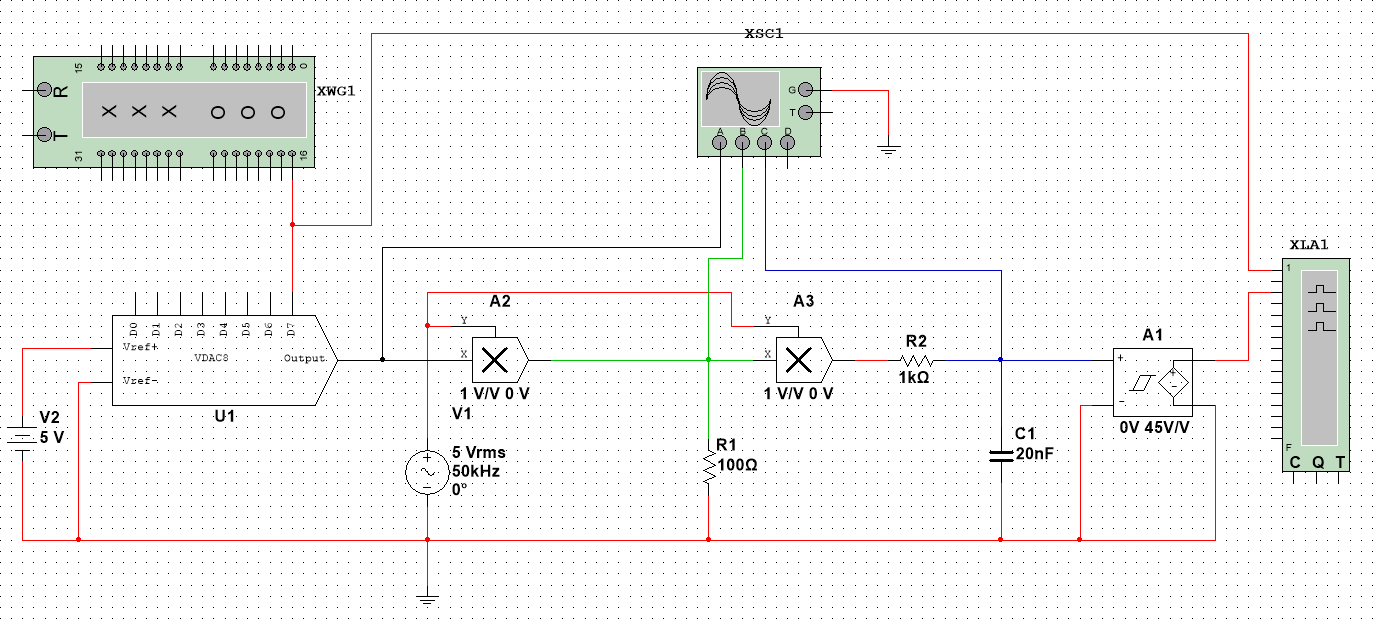 XSC1
15
0
R
XWG1
X X X O O O
T
31
16
G
T
A B C D
XLA1
1
A2
A3
Y
Y
D0 D1 D2 D3 D4 D5 D6 D7
Vref+
VDAC8
Output
X
X
R2
A1
+
Vref-
1kΩ
-
1 V/V 0 V
1 V/V 0 V
U1
V1
V2
5 V
0V 45V/V
C1
20nF
R1
100Ω
5 Vrms
50kHz
0°
F
C Q T